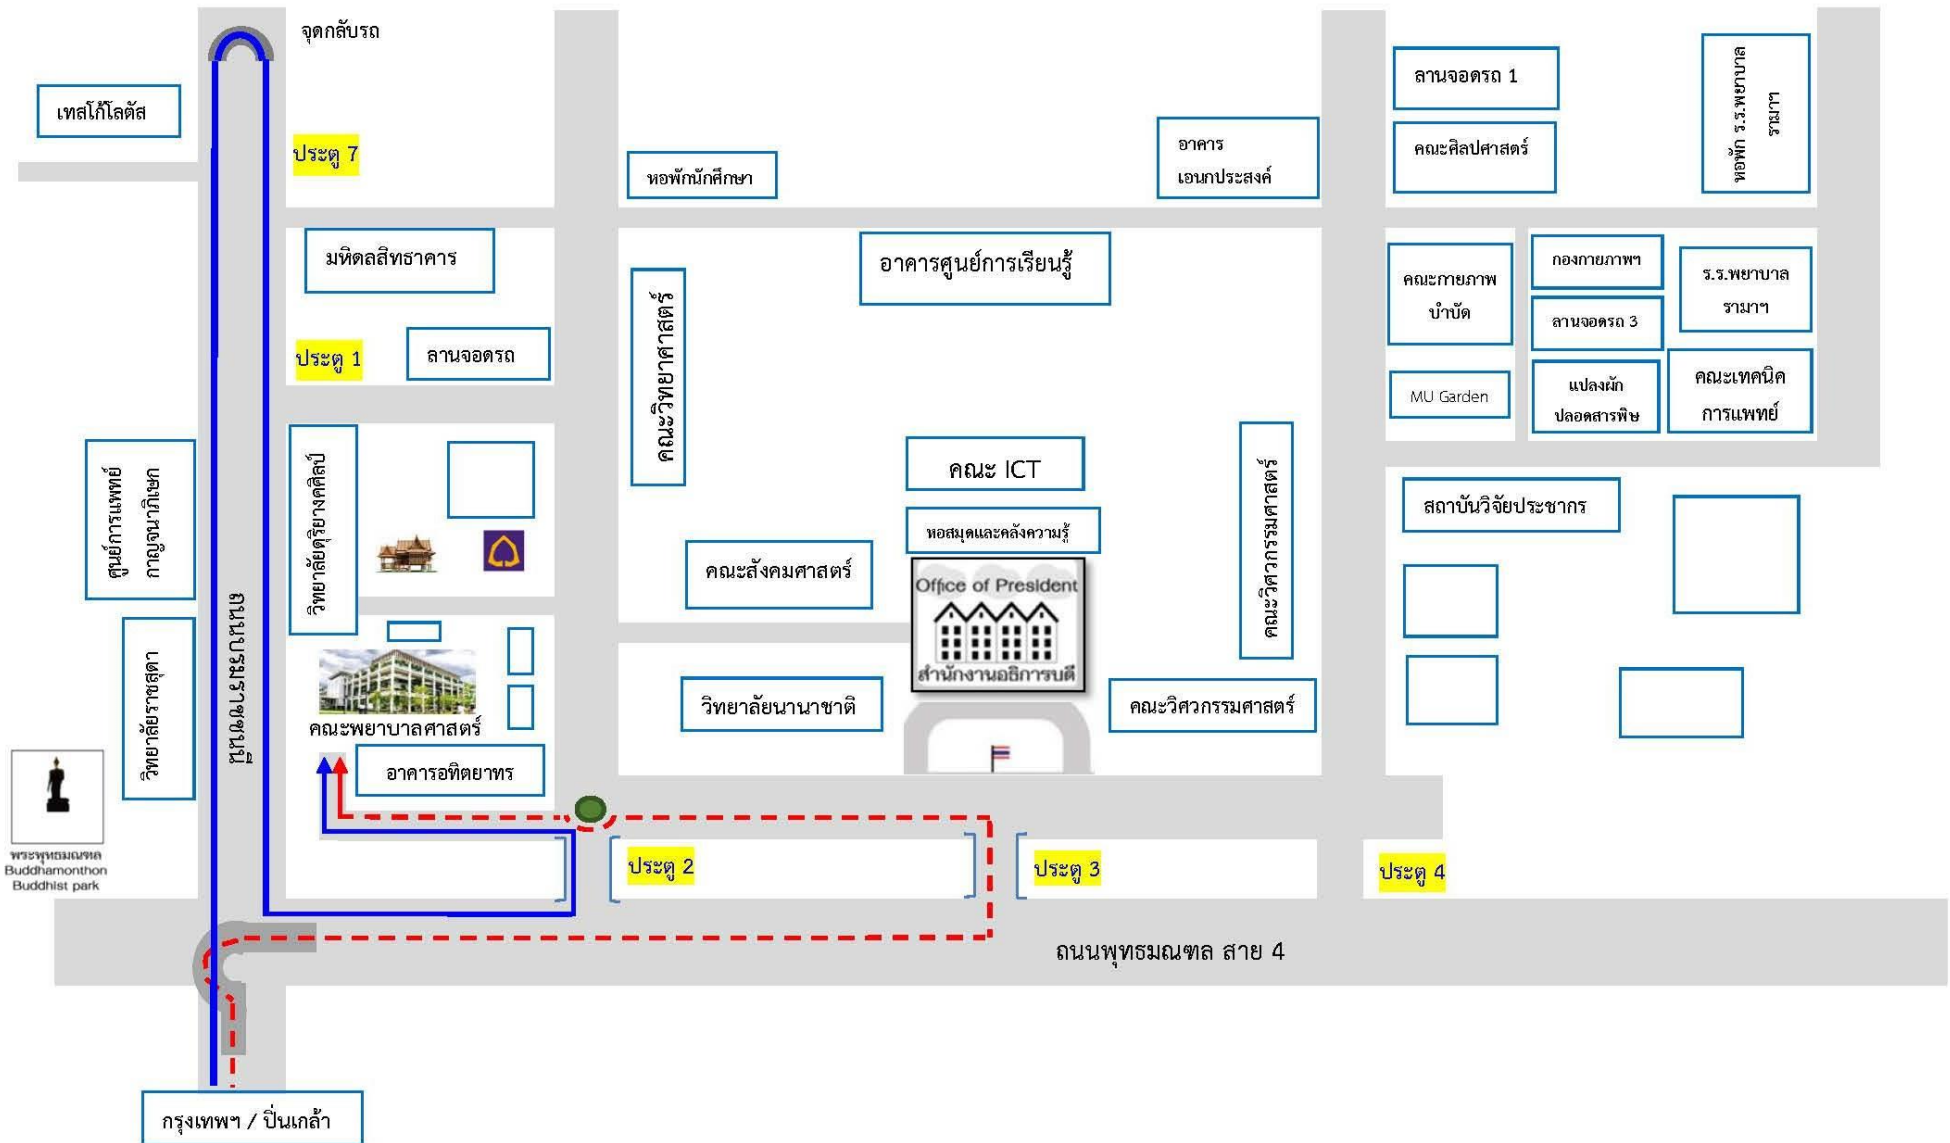 จุดกลับรถ
เทสโก้โลตัส
ประตู 7
หอพักนักศึกษา
อาคาร
เอนกประสงค์
ลานจอดรถ 1
คณะศิลปศาสตร์
หอพัก ร.ร.พยาบาล
รามาฯ
มหิดลสิทธาคาร
อาคารศูนย์การเรียนรู้
คณะกายภาพ
บำบัด
กองกายภาพฯ
ร.ร.พยาบาล
รามาฯ
ลานจอดรถ 3
ประตู 1
ลานจอดรถ
คณะวิทยาศาสตร์
MU Garden
แปลงผัก
ปลอดสารพิษ
คณะเทคนิค
การแพทย์
ศูนย์การแพทย์
กาญจนาภิเษก
วิทยาลัยดุริยางคศิลป์
คณะ ICT
หอสมุดและคลังความรู้
คณะสังคมศาสตร์
คณะวิศวกรรมศาสตร์
สถาบันวิจัยประชากร
Office of President
สำนักงานอธิการบดี
ถนนบรมราชชนนี
วิทยาลัยราชสุดา
คณะพยาบาลศาสตร์
วิทยาลัยนานาชาติ
คณะวิศวกรรมศาสตร์
อาคารอทิตยาทร
พระพุทธมณฑล
Buddhamonthon
Buddhist park
ประตู 2
ประตู 3
ประตู 4
ถนนพุทธมณฑล สาย 4
กรุงเทพฯ / ปิ่นเกล้า